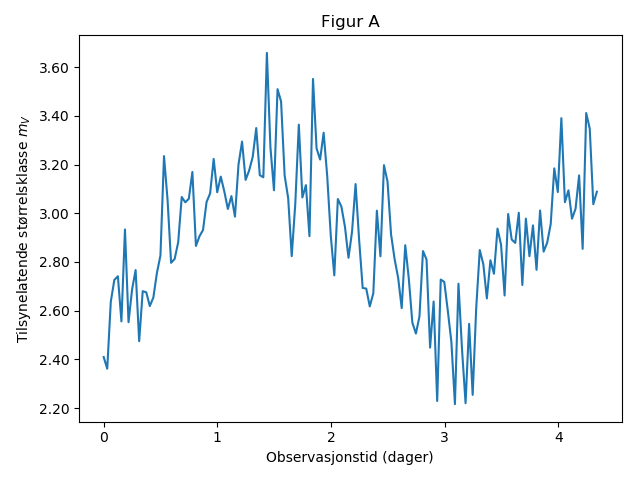 Figur A
Tilsynelatende størrelsklasse $m_V$
3.60
3.40
3.20
3.00
2.80
2.60
2.40
2.20
0 1 2 3 4
Observasjonstid (dager)